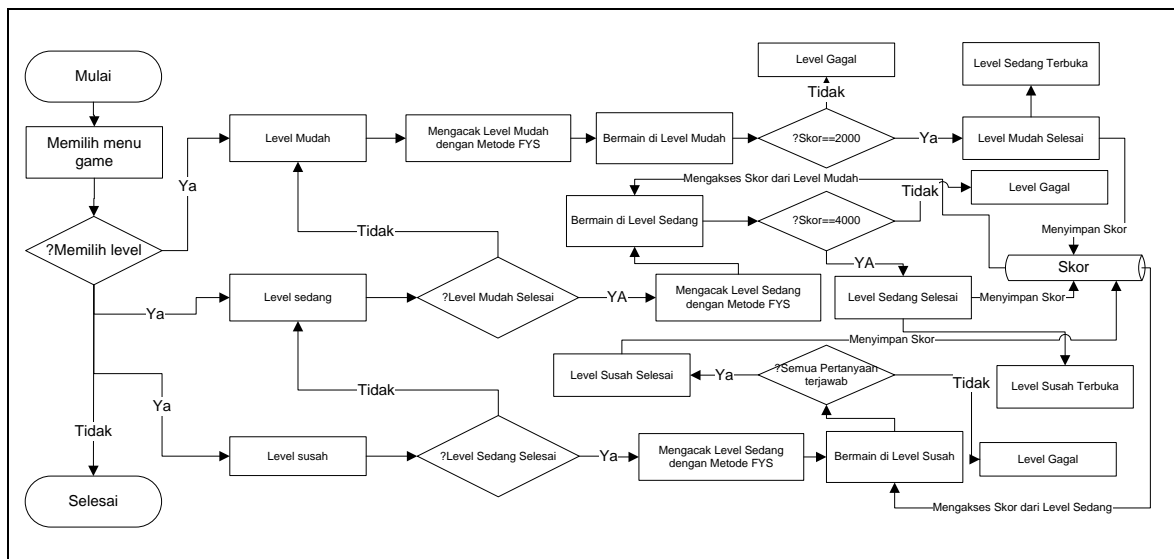 Mulai
Memilih menu
game
?Memilih level
Ya
Ya
Ya
Tidak
Selesai
Level Mudah
Mengacak Level Mudah
dengan Metode FYS
Bermain di Level Mudah
?Skor==2000
Tidak
Level Gagal
Ya
Level Mudah Selesai
Level Sedang Terbuka
Menyimpan Skor
Skor
Level sedang
Tidak
?Level Mudah Selesai
YA
Mengacak Level Sedang
dengan Metode FYS
Bermain di Level Sedang
Mengakses Skor dari Level Mudah
?Skor==4000
Tidak
Level Gagal
YA
Level Sedang Selesai
Menyimpan Skor
Level Susah Terbuka
Level susah
Tidak
?Level Sedang Selesai
Ya
Mengacak Level Sedang
dengan Metode FYS
Bermain di Level Susah
Mengakses Skor dari Level Sedang
?Semua Pertanyaan
terjawab
Tidak
Level Gagal
Ya
Level Susah Selesai
Menyimpan Skor